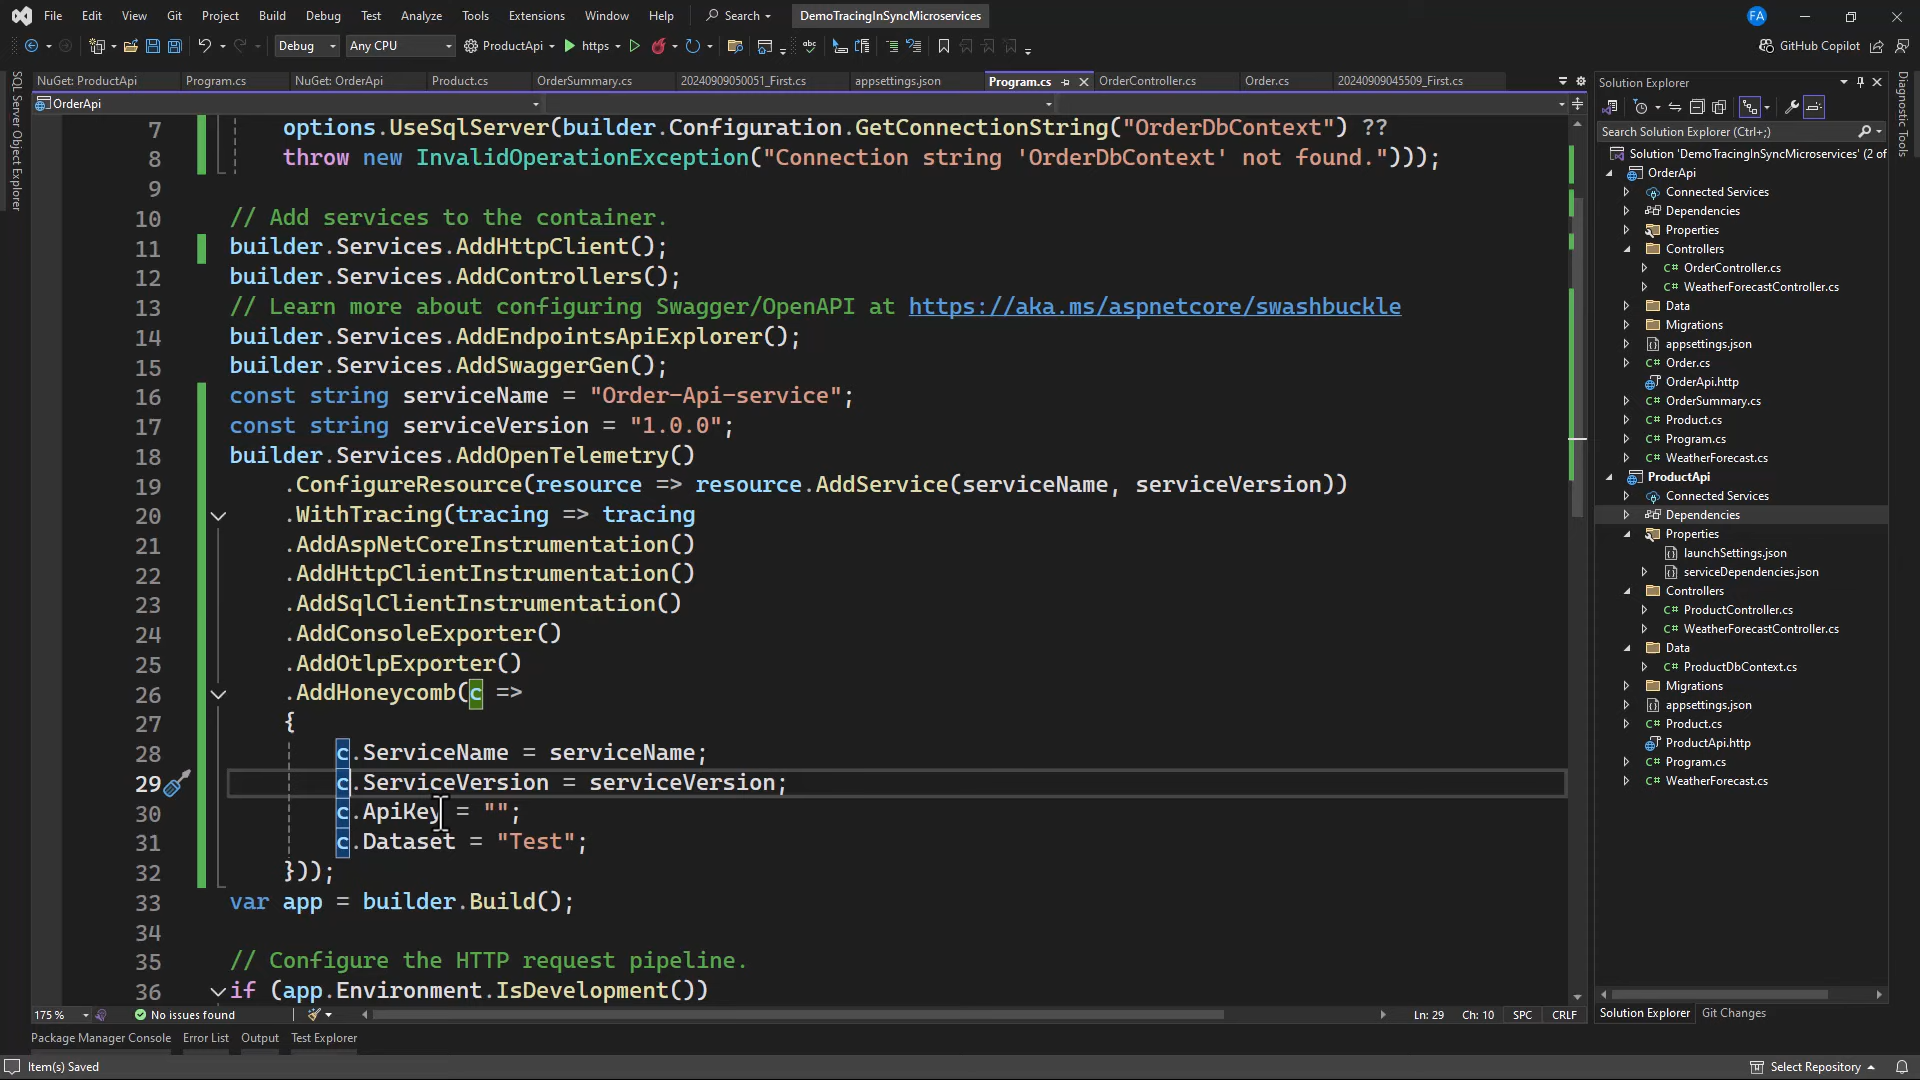 File Edit View Git Project Build Debug Test Analyze Tools Extensions Window Help Search DemoTracingInSyncMicroservices FA
Debug Any CPU ProductApi https GitHub Copilot
NuGet: ProductApi Program.cs NuGet: OrderApi Product.cs OrderSummary.cs 20240909050051_First.cs appsettings.json Program.cs OrderController.cs Order.cs 20240909045509_First.cs
OrderApi
SQL Server Object Explorer
7 options.UseSqlServer(builder.Configuration.GetConnectionString("OrderDbContext") ??
8 throw new InvalidOperationException("Connection string 'OrderDbContext' not found.")));
9
10 // Add services to the container.
11 builder.Services.AddHttpClient();
12 builder.Services.AddControllers();
13 // Learn more about configuring Swagger/OpenAPI at https://aka.ms/aspnetcore/swashbuckle
14 builder.Services.AddEndpointsApiExplorer();
15 builder.Services.AddSwaggerGen();
16 const string serviceName = "Order-Api-service";
17 const string serviceVersion = "1.0.0";
18 builder.Services.AddOpenTelemetry()
19 .ConfigureResource(resource => resource.AddService(serviceName, serviceVersion))
20 .WithTracing(tracing => tracing
21 .AddAspNetCoreInstrumentation()
22 .AddHttpClientInstrumentation()
23 .AddSqlClientInstrumentation()
24 .AddConsoleExporter()
25 .AddOtlpExporter()
26 .AddHoneycomb(c =>
27 {
28 c.ServiceName = serviceName;
29 c.ServiceVersion = serviceVersion;
30 c.ApiKey = "";
31 c.Dataset = "Test";
32 }));
33 var app = builder.Build();
34
35 // Configure the HTTP request pipeline.
36 if (app.Environment.IsDevelopment())
175 % No issues found Ln: 29 Ch: 10 SPC CRLF
Package Manager Console Error List Output Test Explorer
Item(s) Saved Select Repository
Solution Explorer
Search Solution Explorer (Ctrl+;)
Solution 'DemoTracingInSyncMicroservices' (2 of
OrderApi
Connected Services
Dependencies
Properties
Controllers
C# OrderController.cs
C# WeatherForecastController.cs
Data
Migrations
appsettings.json
C# Order.cs
OrderApi.http
C# OrderSummary.cs
C# Product.cs
C# Program.cs
C# WeatherForecast.cs
ProductApi
Connected Services
Dependencies
Properties
launchSettings.json
serviceDependencies.json
Controllers
C# ProductController.cs
C# WeatherForecastController.cs
Data
C# ProductDbContext.cs
Migrations
appsettings.json
C# Product.cs
ProductApi.http
C# Program.cs
C# WeatherForecast.cs
Solution Explorer Git Changes
Diagnostic Tools